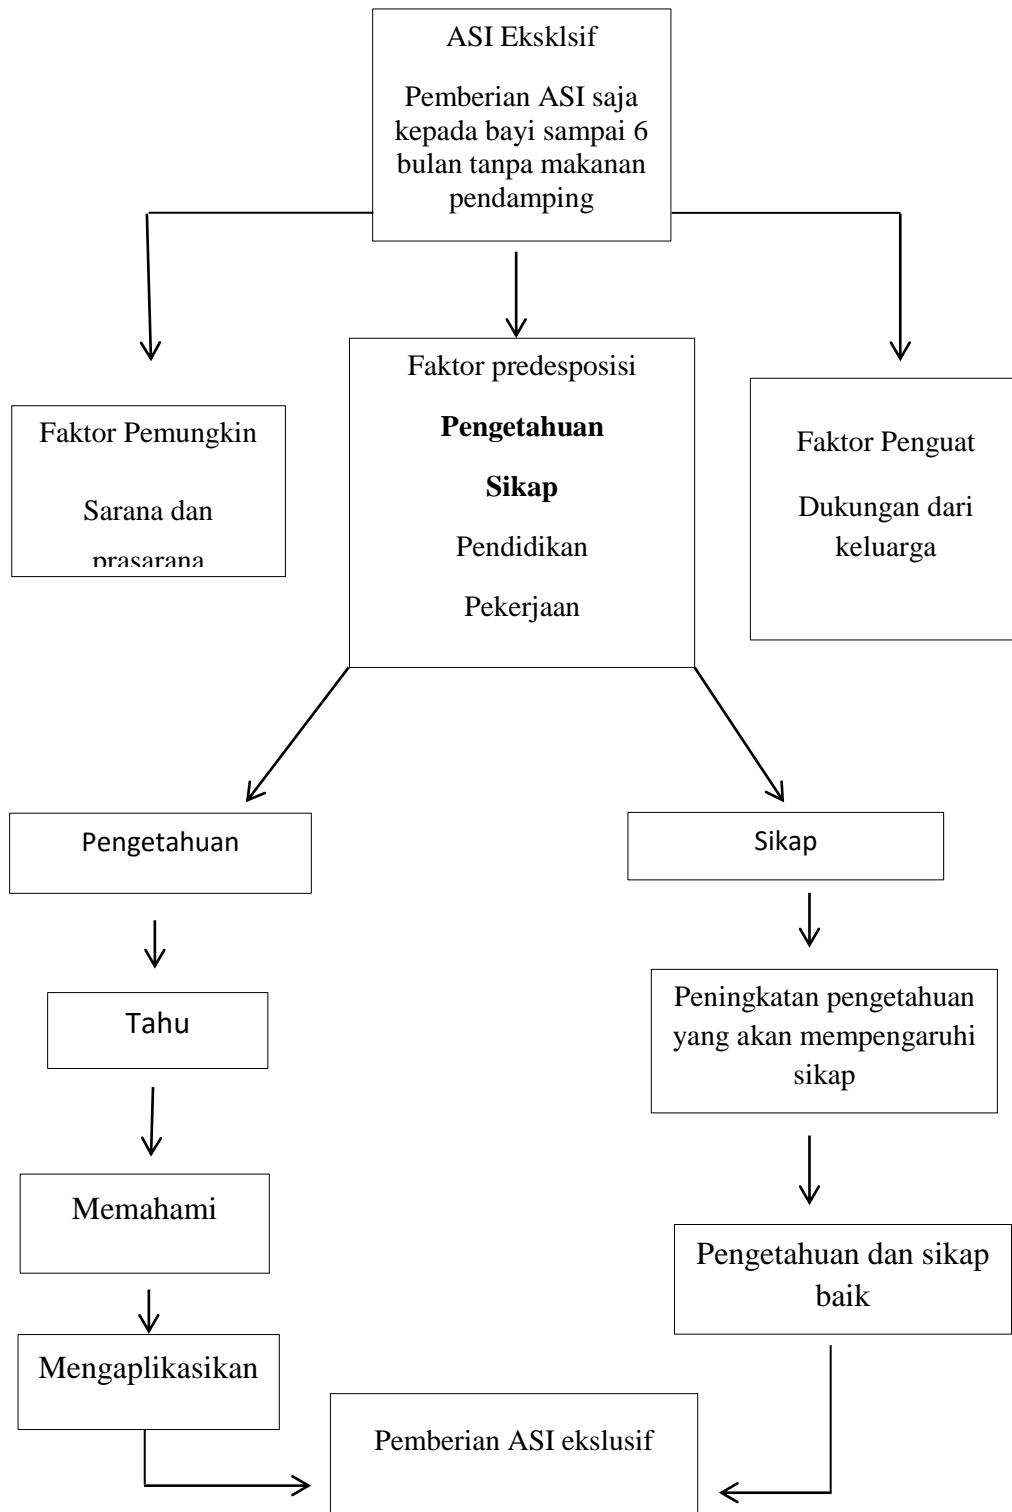 ASI Eksklsif
Pemberian ASI saja
kepada bayi sampai 6
bulan tanpa makanan
pendamping
Faktor Pemungkin
Sarana dan
prasarana
Faktor predesposisi
Pengetahuan
Sikap
Pendidikan
Pekerjaan
Faktor Penguat
Dukungan dari
keluarga
Pengetahuan
Sikap
Tahu
Peningkatan pengetahuan
yang akan mempengaruhi
sikap
Memahami
Pengetahuan dan sikap
baik
Mengaplikasikan
Pemberian ASI ekslusif